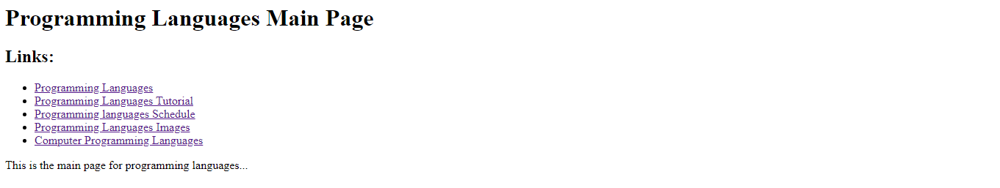 Programming Languages Main Page
Links:
Programming Languages
Programming Languages Tutorial
Programming languages Schedule
Programming Languages Images
Computer Programming Languages
This is the main page for programming languages...